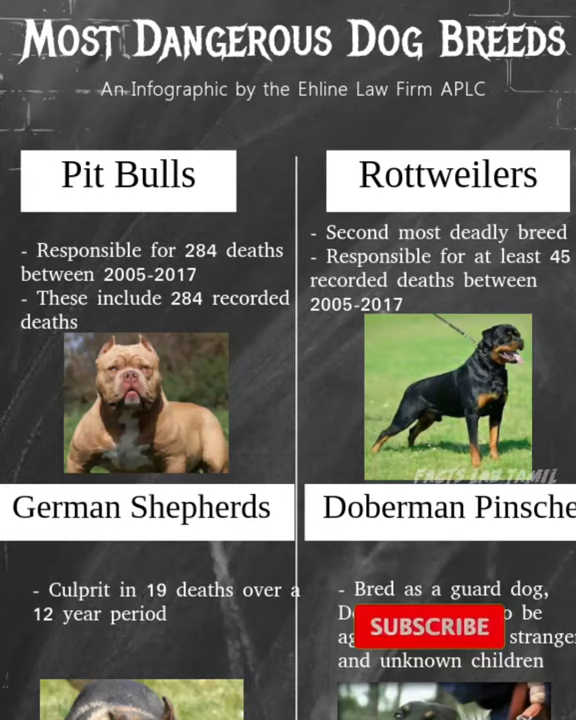 Most Dangerous Dog Breeds
An Infographic by the Ehline Law Firm APLC
Pit Bulls
- Responsible for 284 deaths
between 2005-2017
- These include 284 recorded
deaths
Rottweilers
- Second most deadly breed
- Responsible for at least 45
recorded deaths between
2005-2017
FACTS LAB TAMIL
German Shepherds
- Culprit in 19 deaths over a
12 year period
Doberman Pinsche
- Bred as a guard dog,
be
SUBSCRIBE
strange
and unknown children